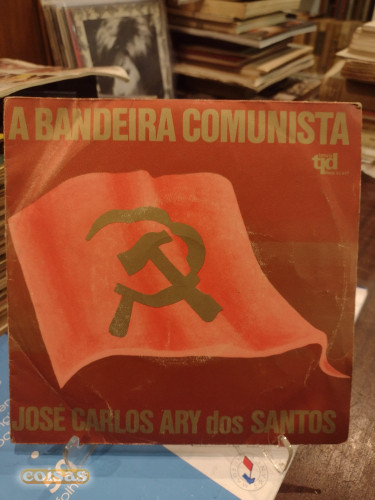 A BANDEIRA COMUNISTA
tjd
JOSÉ CARLOS ARY dos SANTOS
coisas